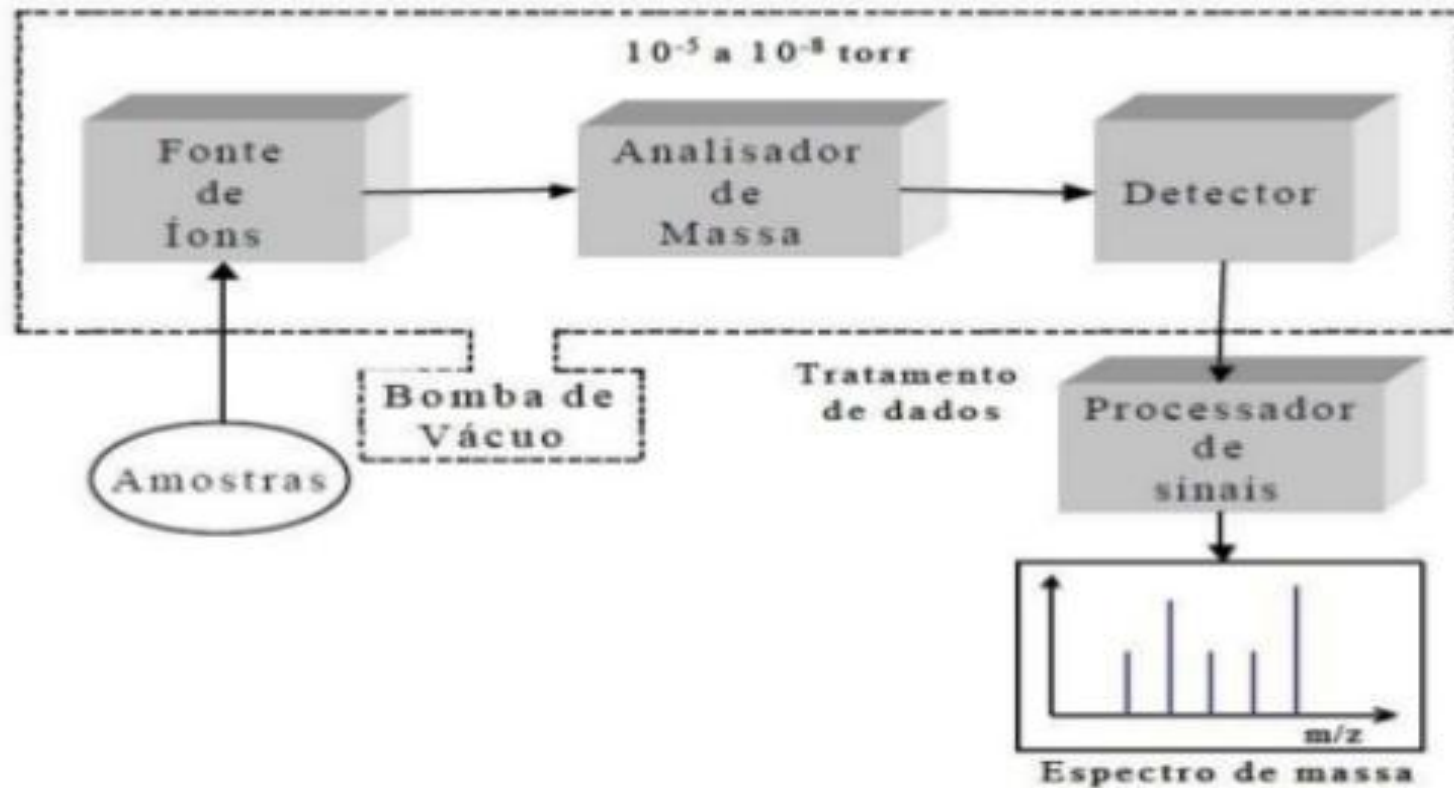 10⁻⁵ a 10⁻⁸ torr
Fonte
de
Íons
Analisador
de
Massa
Detector
Amostras
Bomba de
Vácuo
Tratamento
de dados
Processador
de
sinais
m/z
Espectro de massa